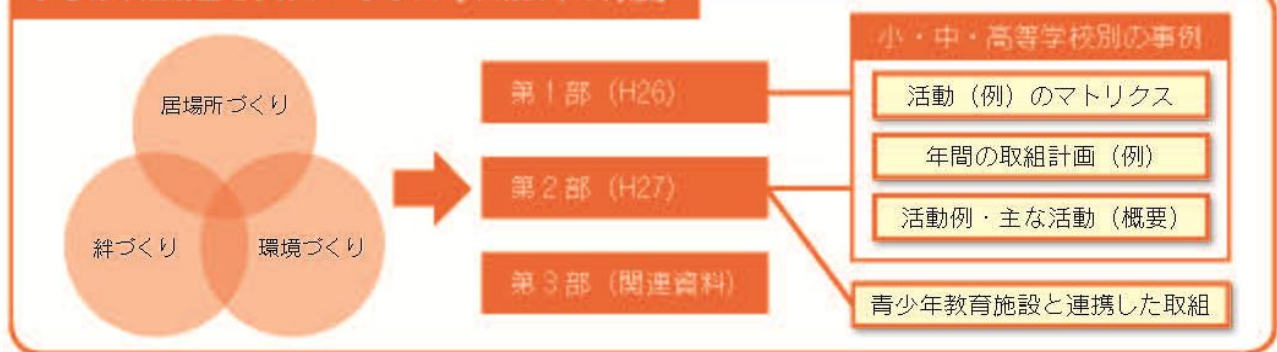 居場所づくり
絆づくり
環境づくり
第1部（H26）
第2部（H27）
第3部（関連資料）
小・中・高等学校別の事例
活動（例）のマトリクス
年間の取組計画（例）
活動例・主な活動（概要）
青少年教育施設と連携した取組